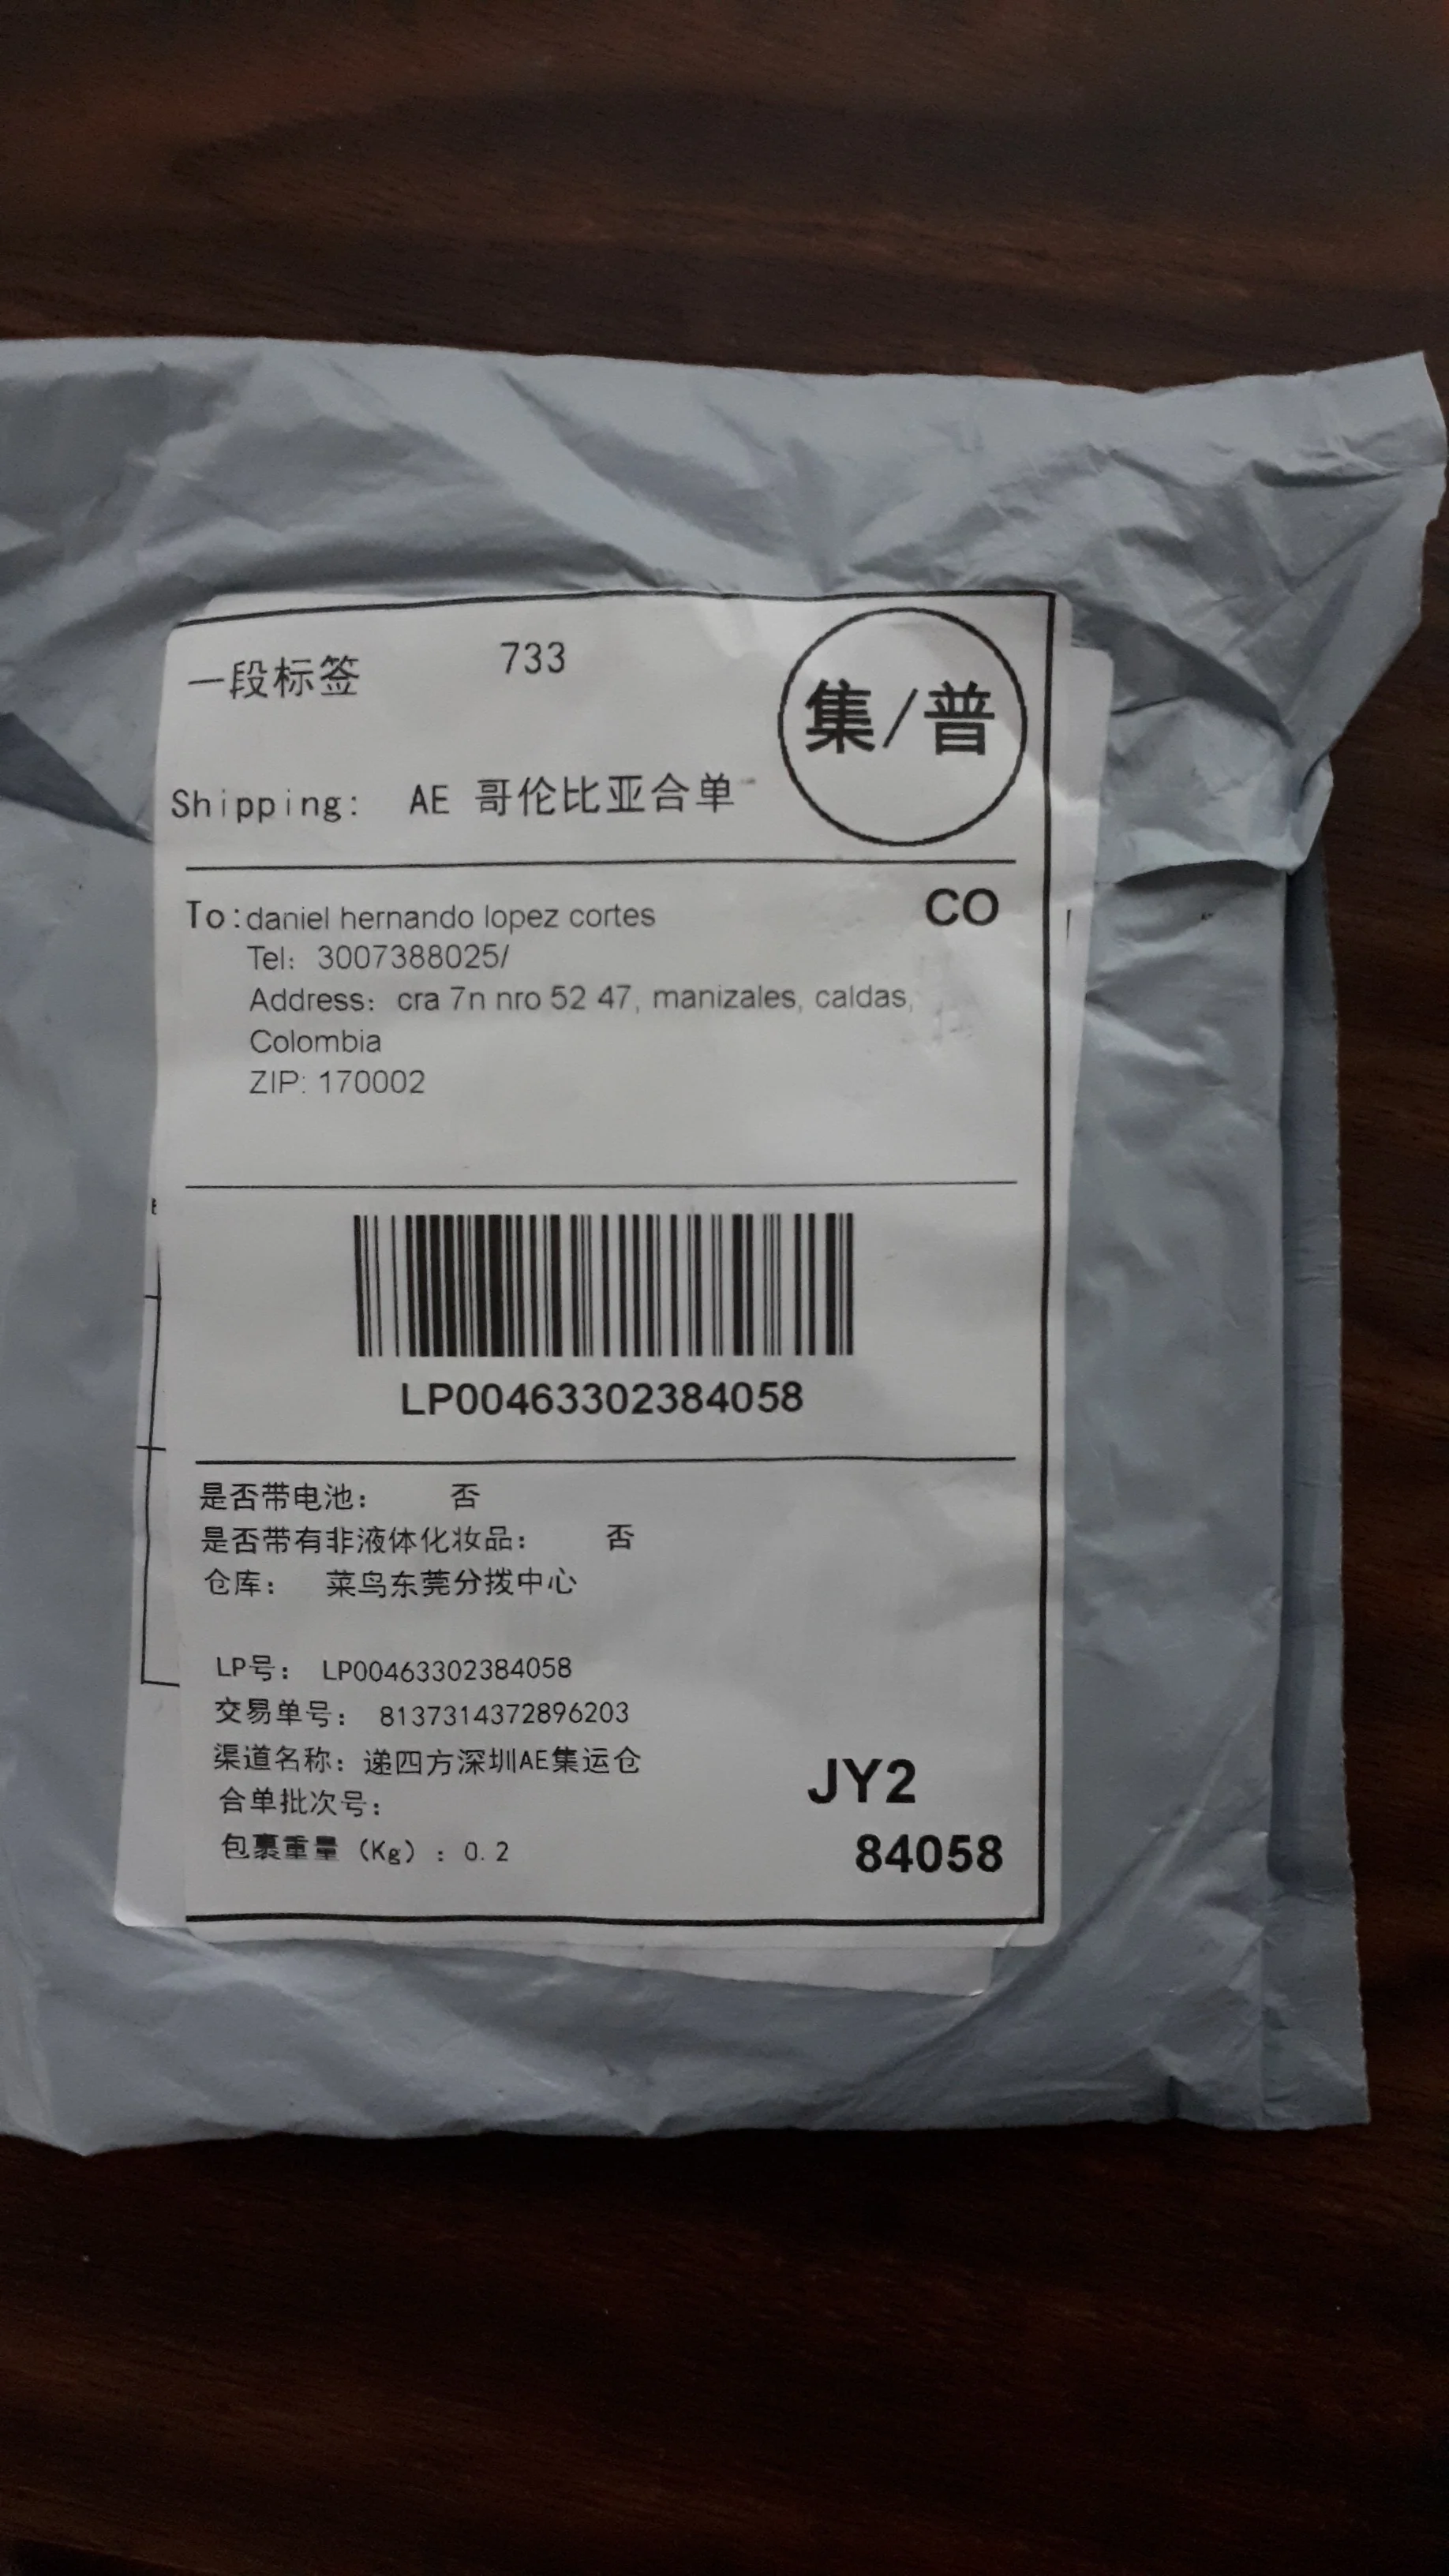 一段标签 733
集/普
Shipping: AE 哥伦比亚合单
To:daniel hernando lopez cortes
CO
Tel: 3007388025/
Address: cra 7n nro 52 47, manizales, caldas,
Colombia
ZIP: 170002
LP00463302384058
是否带电池： 否
是否带有非液体化妆品： 否
仓库： 菜鸟东莞分拨中心
LP号： LP00463302384058
交易单号： 8137314372896203
渠道名称：递四方深圳AE集运仓
JY2
合单批次号：
包裹重量（Kg）：0.2
84058